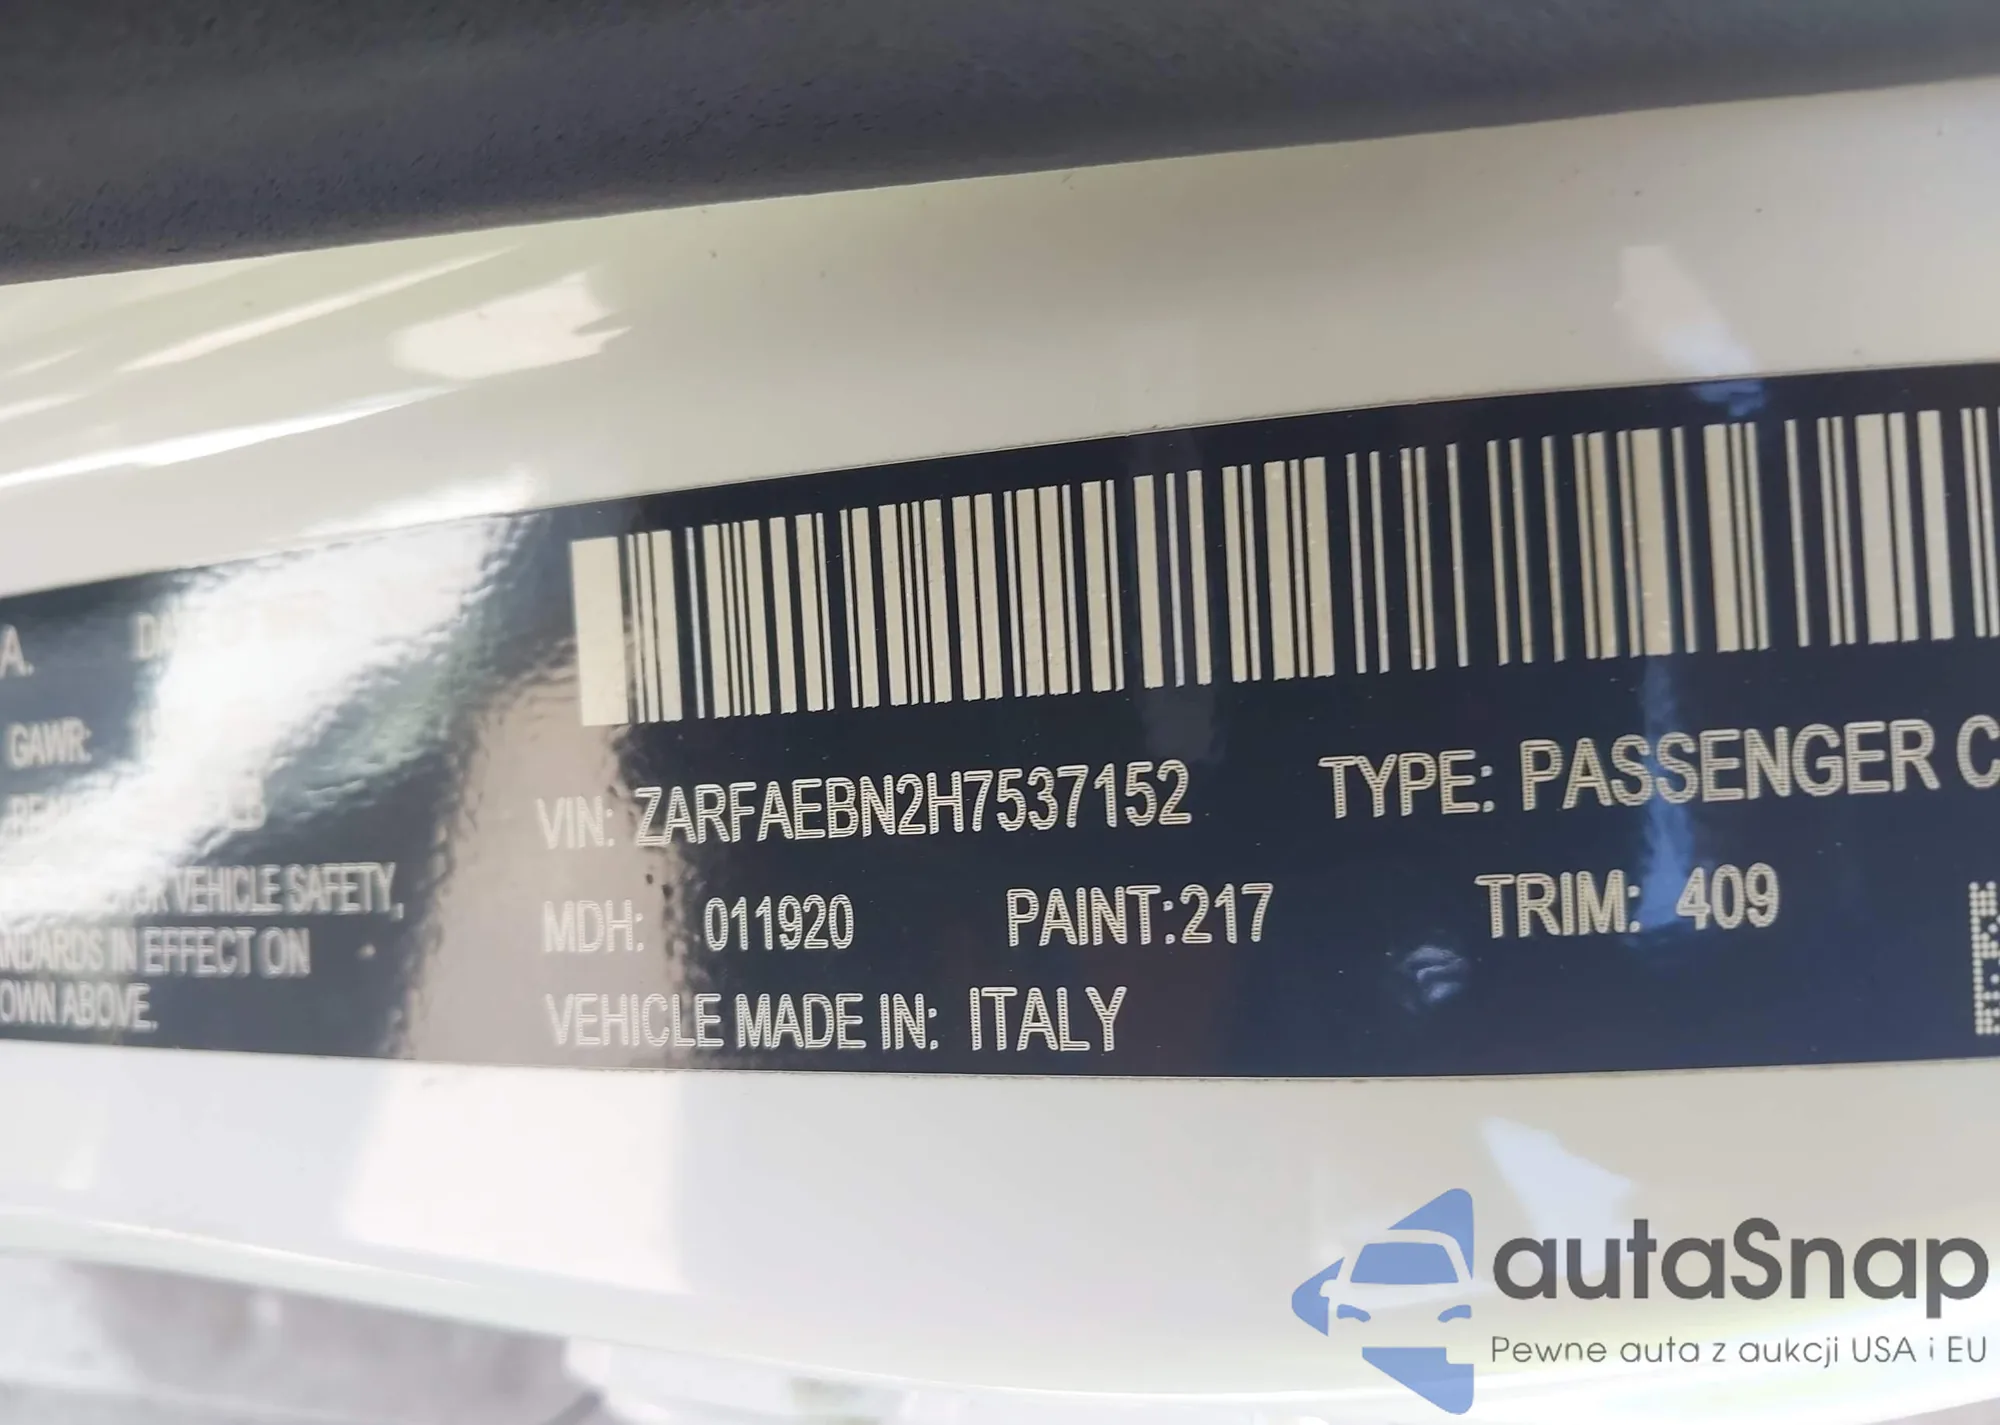 A.
GAWR:
VEHICLE SAFETY,
IN EFFECT ON
OWN ABOVE.
VIN: ZARFAEBN2H7537152 TYPE: PASSENGER C
MDH: 011920 PAINT:217 TRIM: 409
VEHICLE MADE IN: ITALY
autaSnap
Pewne auta z aukcji USA i EU